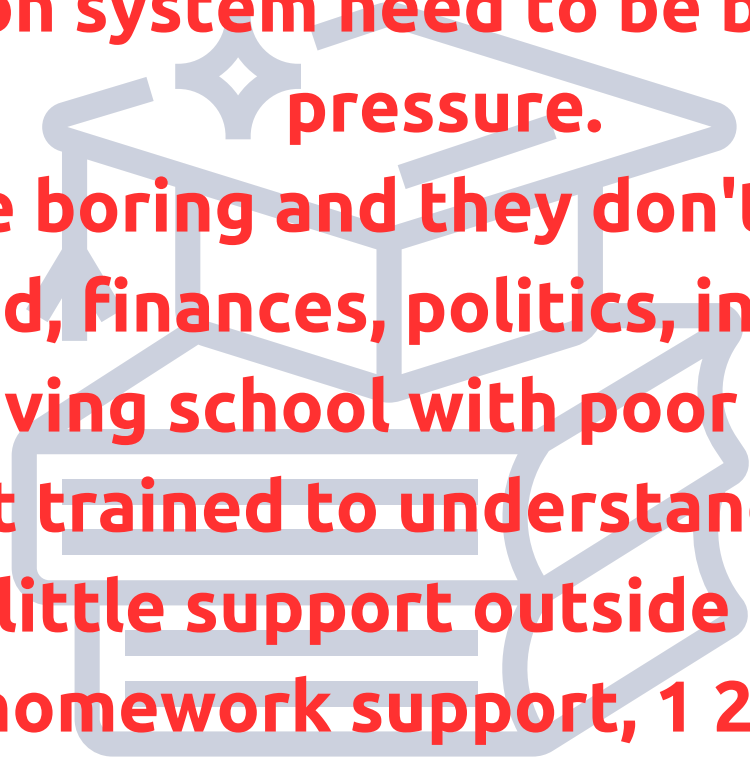 on system need to be b
pressure.
e boring and they don't
d, finances, politics, in
ving school with poor
t trained to understan
little support outside
homework support, 1 2